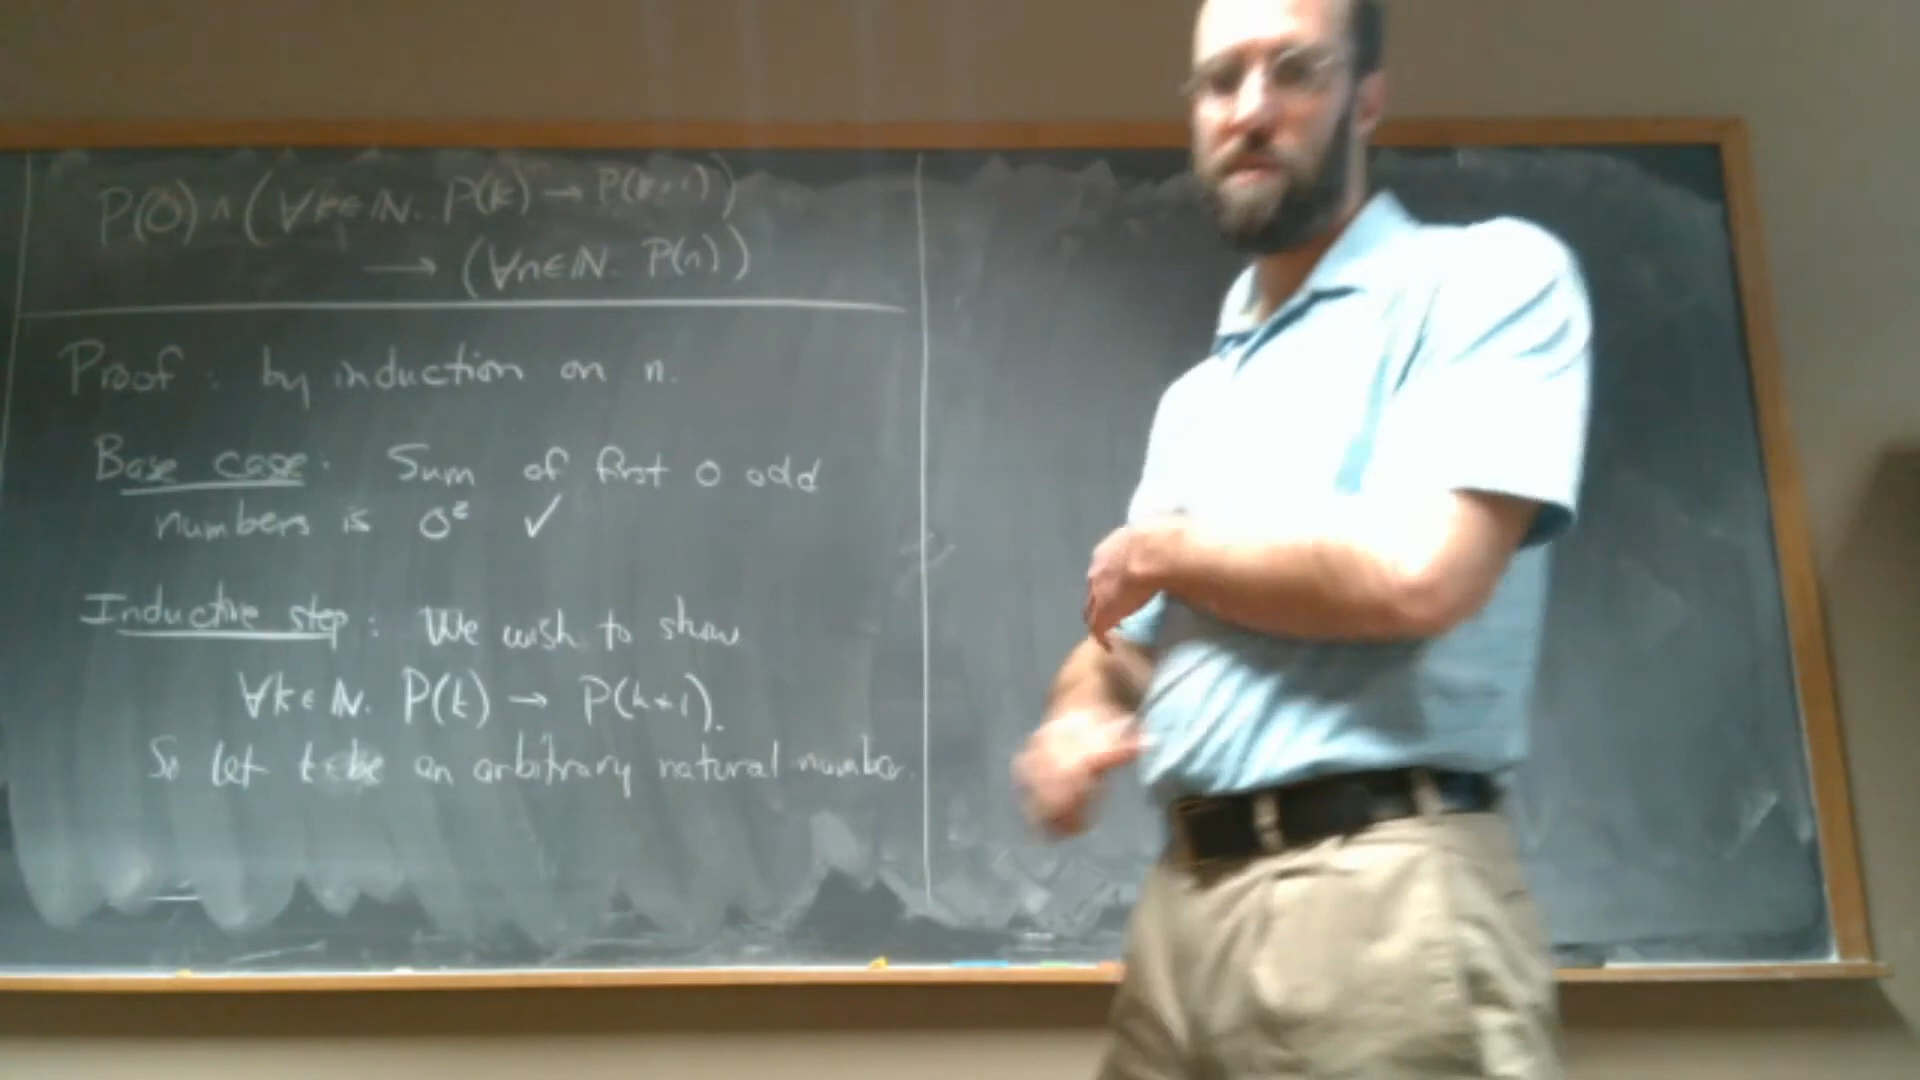 P(0) ∧ (∀k∈ℕ. P(k) → P(k+1))
→ (∀n∈ℕ. P(n))
Proof: by induction on n.
Base case: Sum of first 0 odd
numbers is 0² ✓
Inductive step: We wish to show
∀k∈ℕ. P(k) → P(k+1).
So let k be an arbitrary natural number.